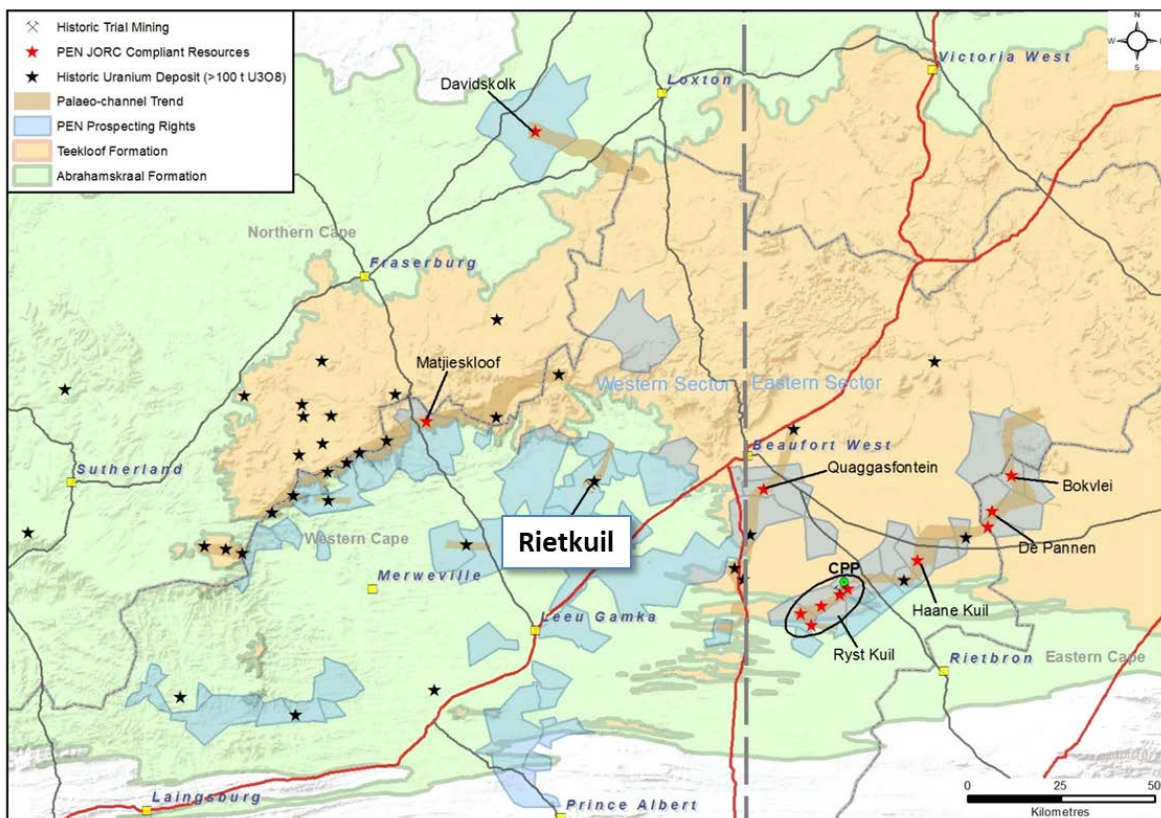 Historic Trial Mining
PEN JORC Compliant Resources
Historic Uranium Deposit (>100 t U3O8)
Palaeo-channel Trend
PEN Prospecting Rights
Teekloof Formation
Abrahamskraal Formation
N
W
S
Victoria West
Loxton
Davidskolk
Northern Cape
Fraserburg
Matjieskloof
Western Sector
Eastern Sector
Beaufort West
Sutherland
Quaggasfontein
Bokvlei
Rietkuil
Western Cape
De Pannen
CPP
Merweville
Haane Kuil
Leeu Gamka
Ryst Kuil
Rietbron
Eastern Cape
Laingsburg
Prince Albert
0 25 50
Kilometres